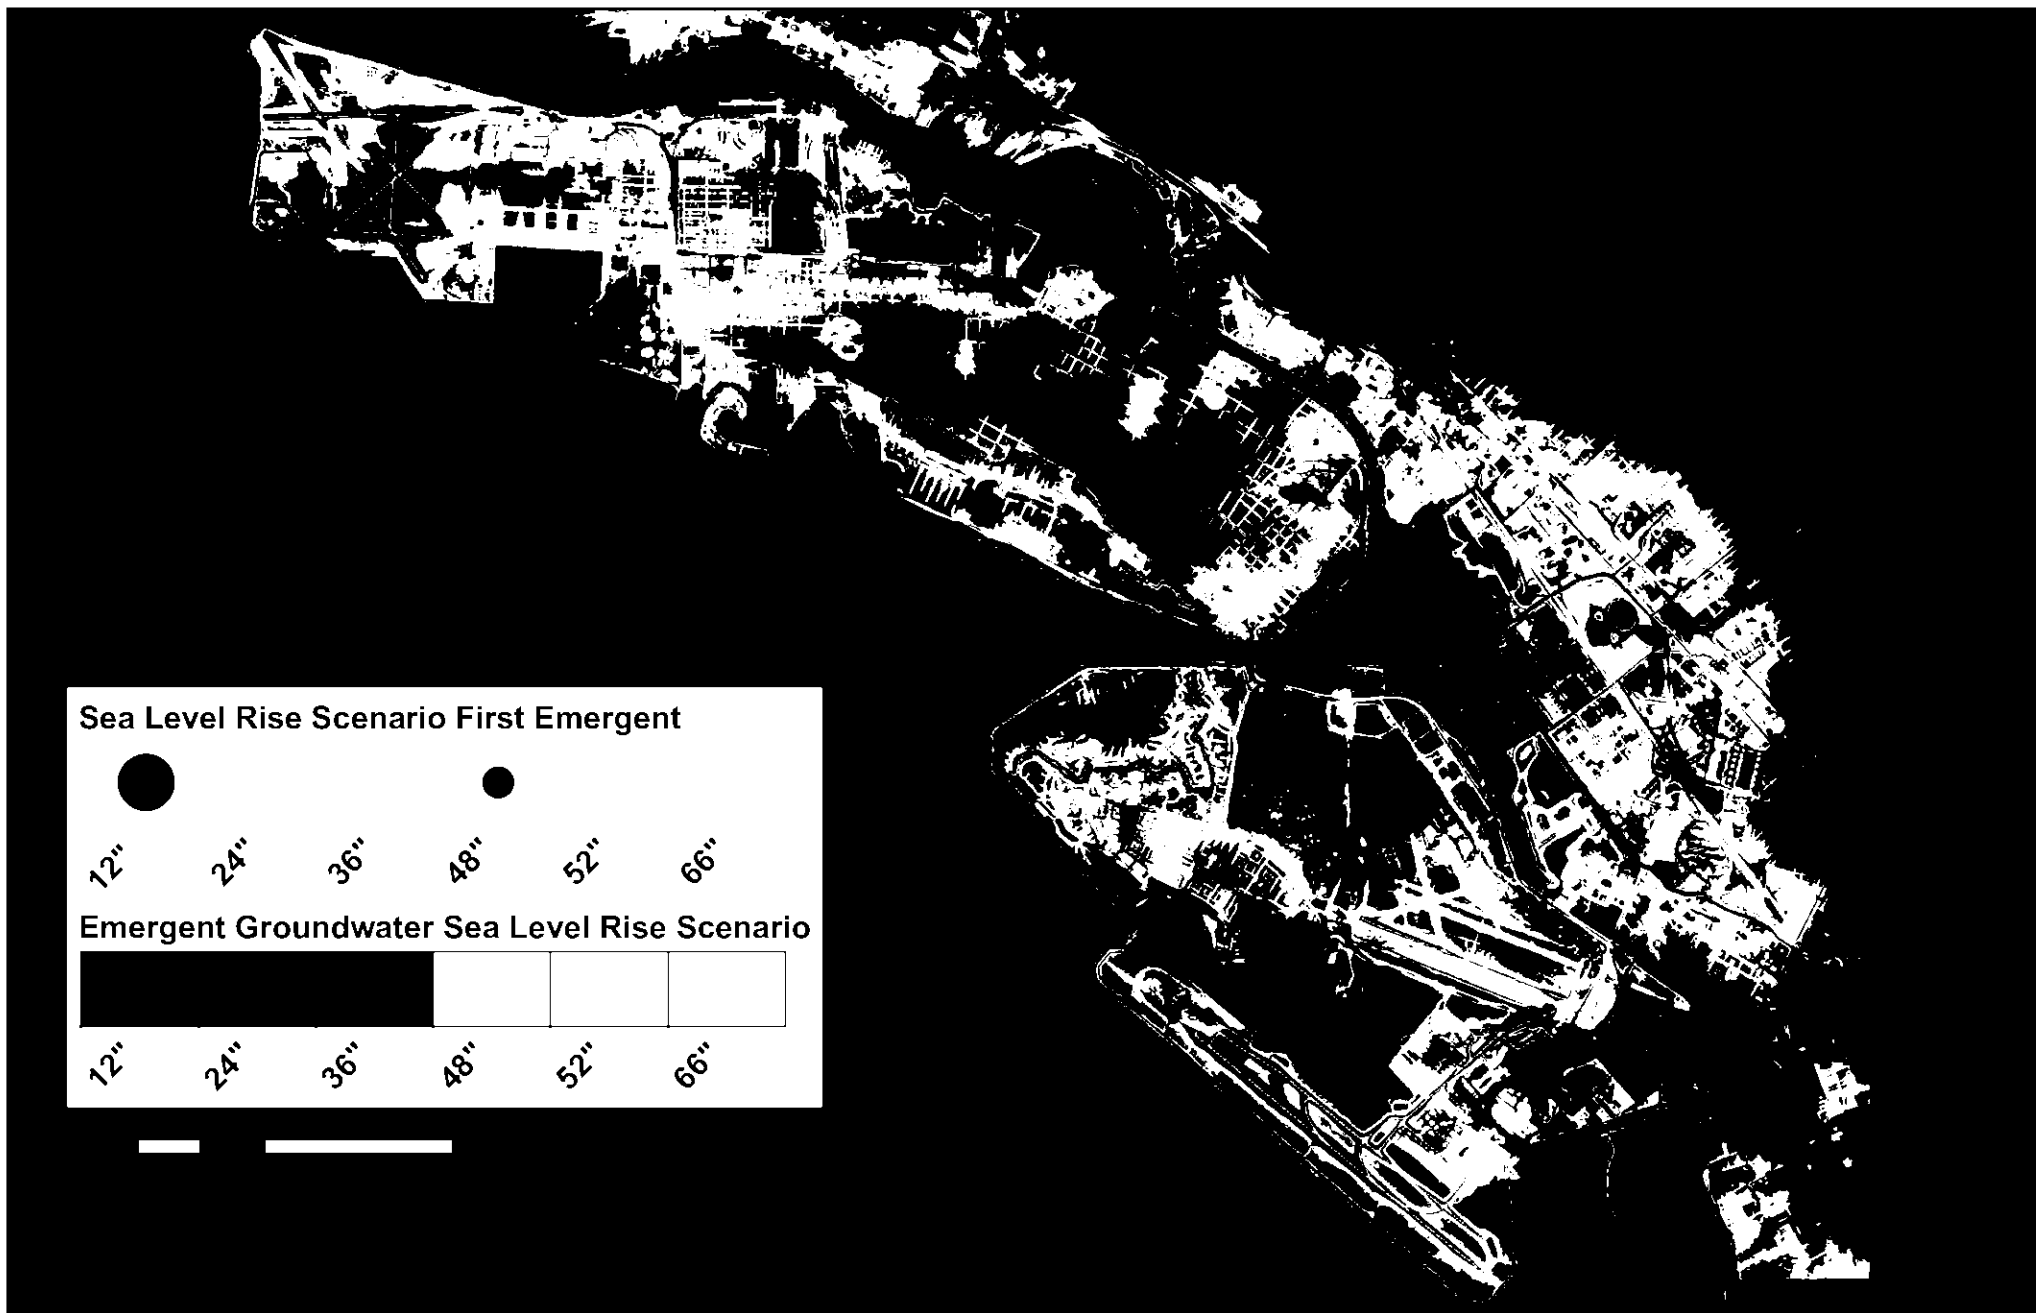 Sea Level Rise Scenario First Emergent
12" 24" 36" 48" 52" 66"
Emergent Groundwater Sea Level Rise Scenario
12" 24" 36" 48" 52" 66"